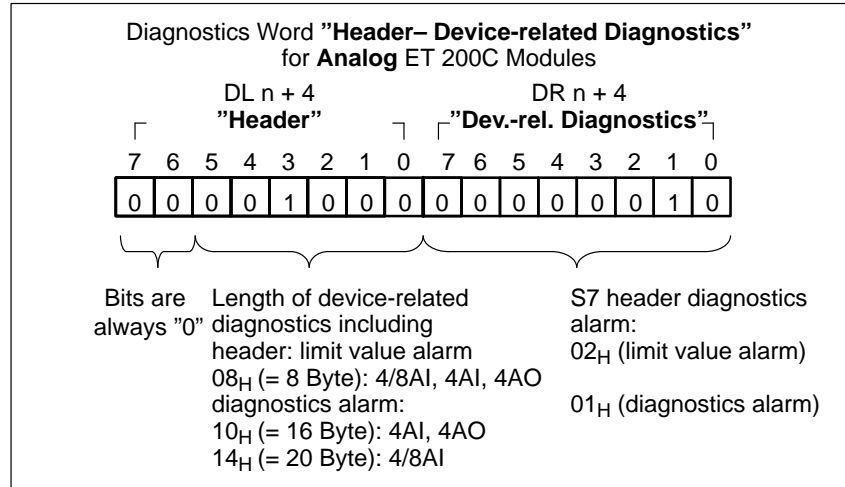 Diagnostics Word ”Header– Device-related Diagnostics”
for Analog ET 200C Modules
DL n + 4 DR n + 4
”Header” ”Dev.-rel. Diagnostics”
7 6 5 4 3 2 1 0 7 6 5 4 3 2 1 0
0 0 0 0 1 0 0 0 0 0 0 0 0 0 1 0
Bits are
always ”0”
Length of device-related
diagnostics including
header: limit value alarm
08H (= 8 Byte): 4/8AI, 4AI, 4AO
diagnostics alarm:
10H (= 16 Byte): 4AI, 4AO
14H (= 20 Byte): 4/8AI
S7 header diagnostics
alarm:
02H (limit value alarm)
01H (diagnostics alarm)